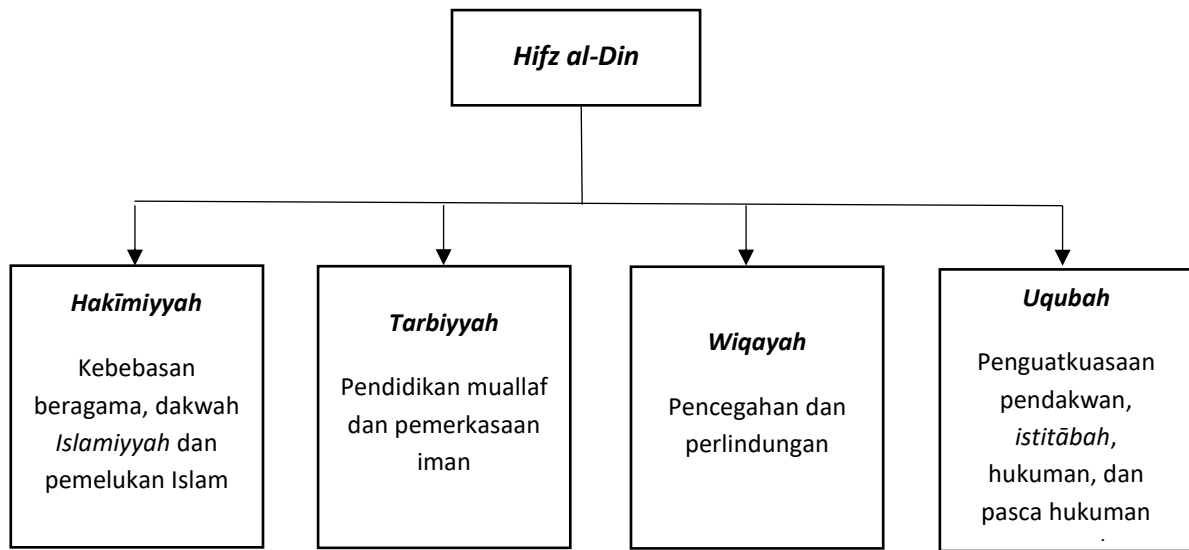 Hifz al-Din
Hakīmiyyah
Kebebasan
beragama, dakwah
Islamiyyah dan
pemelukan Islam
Tarbiyyah
Pendidikan muallaf
dan pemerkasaan
iman
Wiqayah
Pencegahan dan
perlindungan
Uqubah
Penguatkuasaan
pendakwan,
istitābah,
hukuman, dan
pasca hukuman